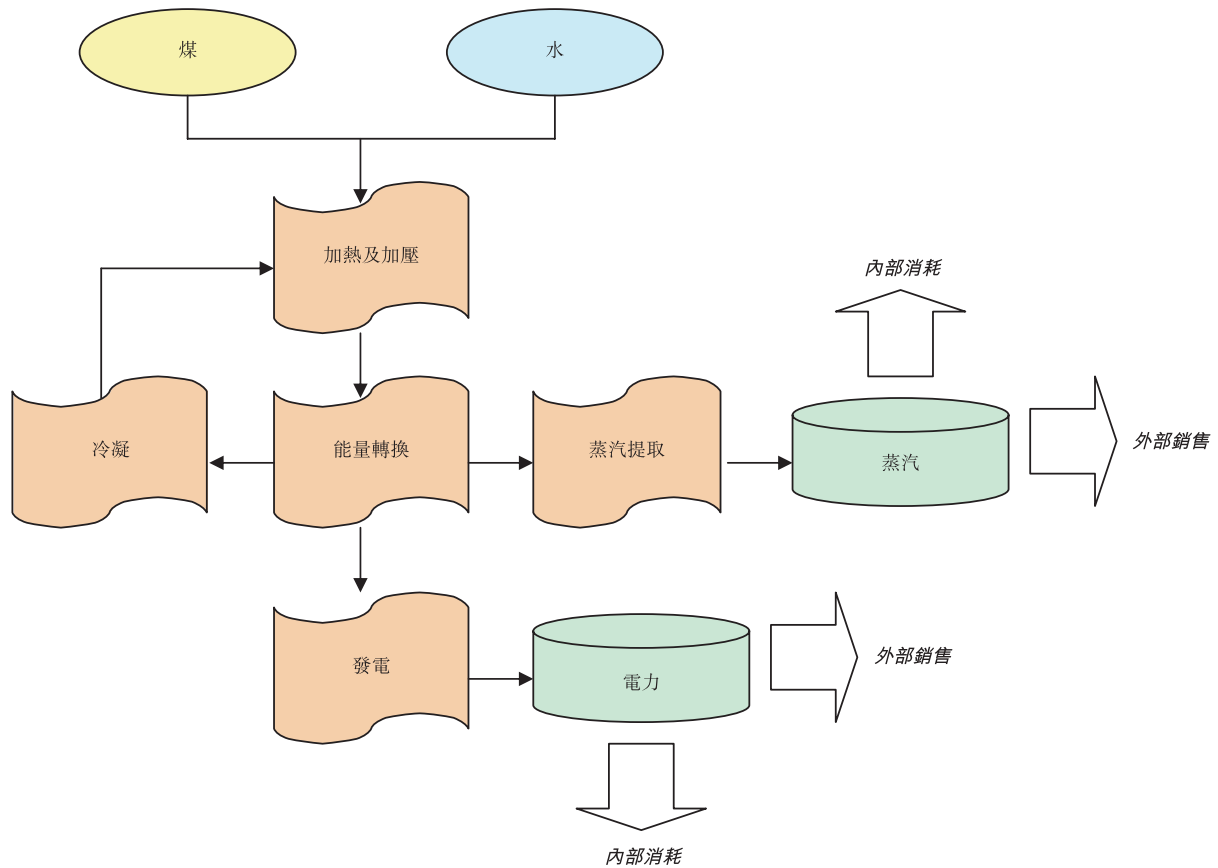 煤
水
加熱及加壓
內部消耗
冷凝
能量轉換
蒸汽提取
蒸汽
外部銷售
發電
電力
外部銷售
內部消耗